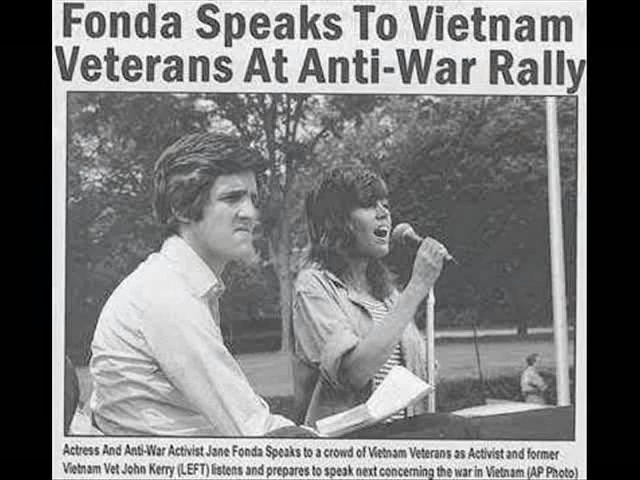 Fonda Speaks To Vietnam
Veterans At Anti-War Rally
Actress And Anti-War Activist Jane Fonda Speaks to a crowd of Vietnam Veterans as Activist and former
Vietnam Vet John Kerry (LEFT) listens and prepares to speak next concerning the war in Vietnam (AP Photo)